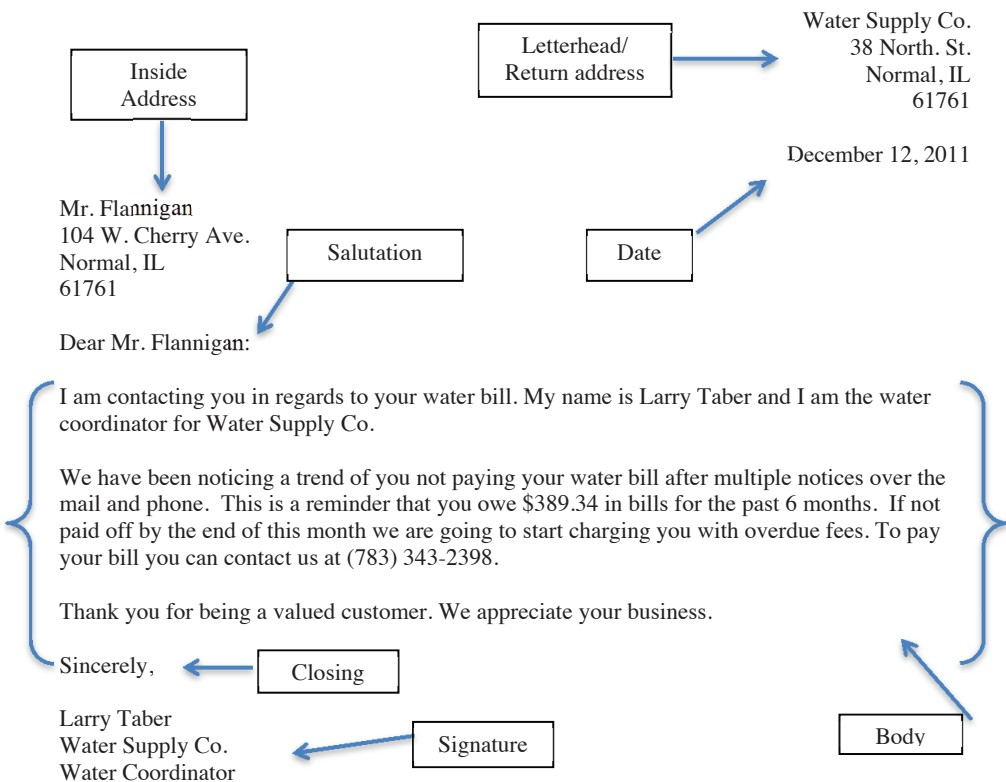 Water Supply Co.
38 North. St.
Normal, IL
61761
Letterhead/
Return address
Inside
Address
December 12, 2011
Mr. Flannigan
104 W. Cherry Ave.
Normal, IL
61761
Salutation
Date
Dear Mr. Flannigan:
I am contacting you in regards to your water bill. My name is Larry Taber and I am the water
coordinator for Water Supply Co.
We have been noticing a trend of you not paying your water bill after multiple notices over the
mail and phone.  This is a reminder that you owe $389.34 in bills for the past 6 months.  If not
paid off by the end of this month we are going to start charging you with overdue fees. To pay
your bill you can contact us at (783) 343-2398.
Thank you for being a valued customer. We appreciate your business.
Sincerely,
Closing
Larry Taber
Water Supply Co.
Water Coordinator
Signature
Body